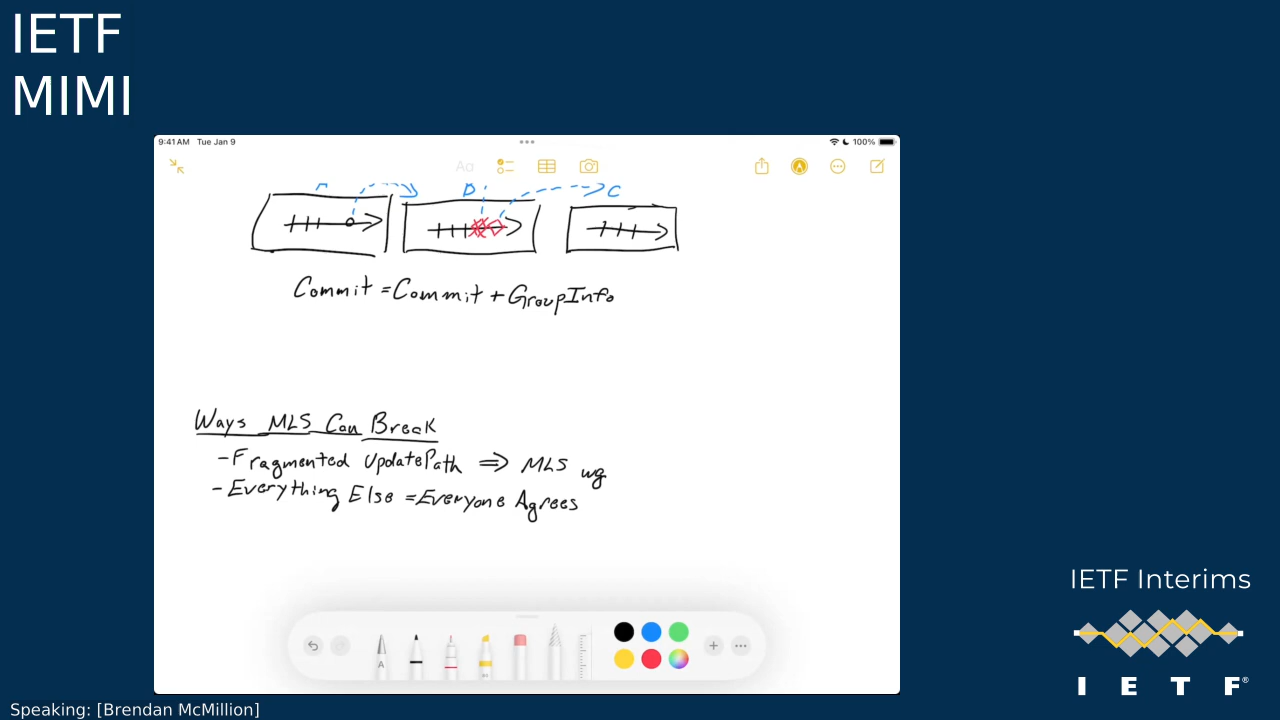 IETF
MIMI
9:41 AM Tue Jan 9
100%
Aa
A B C
Commit = Commit + GroupInfo
Ways MLS Can Break
- Fragmented UpdatePath ⇒ MLS wg
- Everything Else = Everyone Agrees
A
IETF Interims
I E T F®
Speaking: [Brendan McMillion]